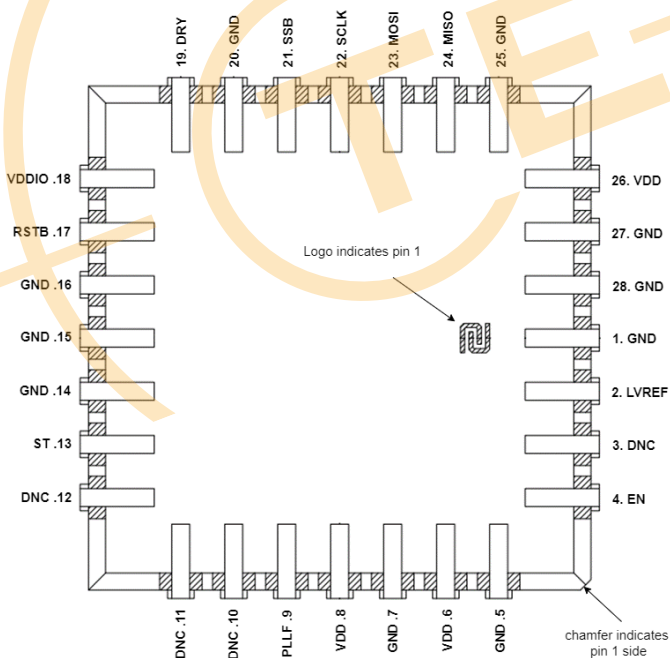 19. DRY
20. GND
21. SSB
22. SCLK
23. MOSI
24. MISO
25. GND
VDDIO .18
RSTB .17
GND .16
GND .15
GND .14
ST .13
DNC .12
Logo indicates pin 1
26. VDD
27. GND
28. GND
1. GND
2. LVREF
3. DNC
4. EN
DNC .11
DNC .10
PLLF .9
VDD .8
GND .7
VDD .6
GND .5
chamfer indicates
pin 1 side
TE